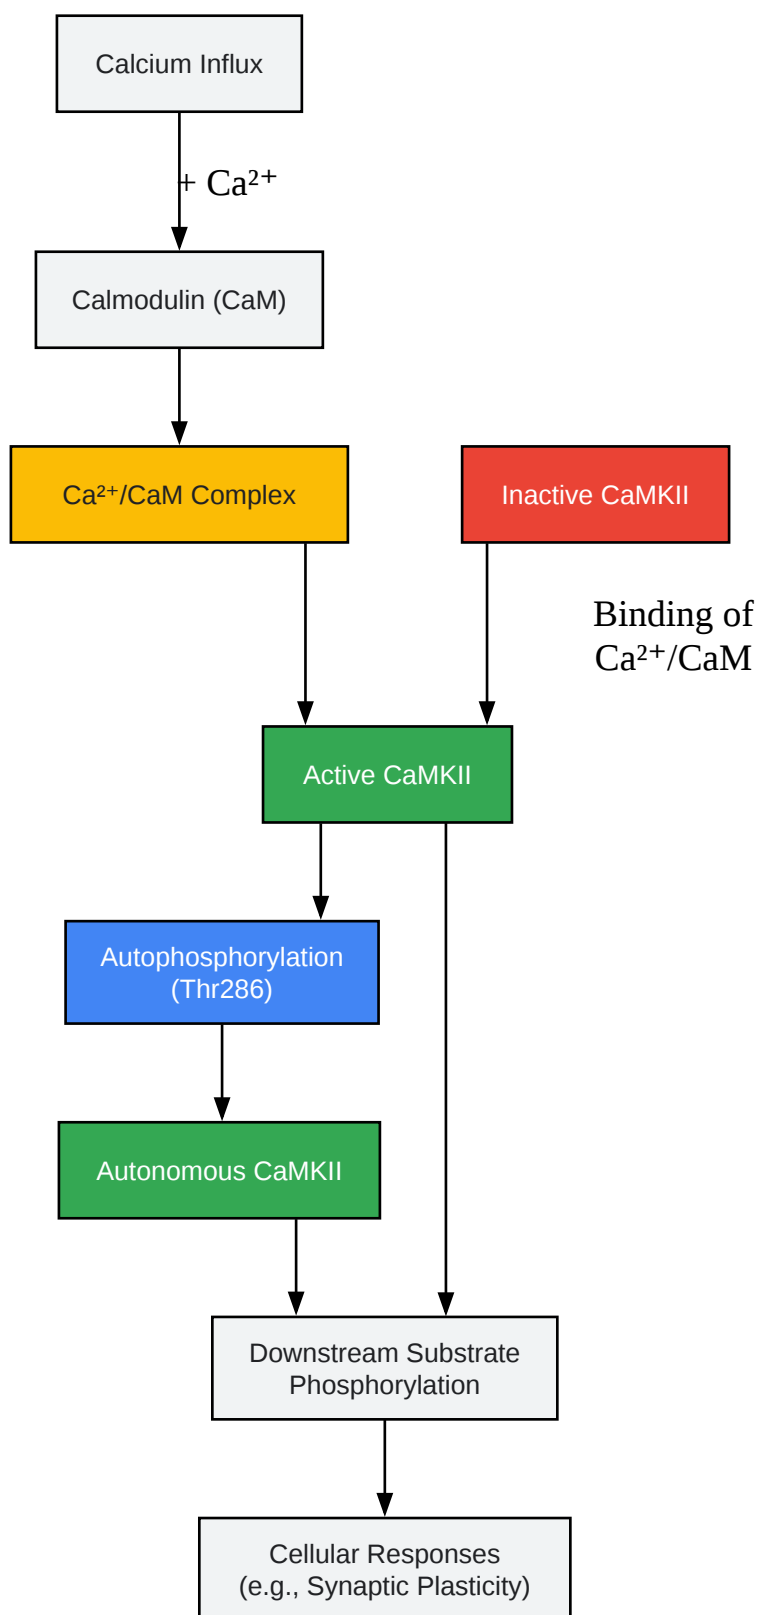 Calcium Influx
+ Ca²⁺
Calmodulin (CaM)
Ca²⁺/CaM Complex
Inactive CaMKII
Binding of
Ca²⁺/CaM
Active CaMKII
Autophosphorylation
(Thr286)
Autonomous CaMKII
Downstream Substrate
Phosphorylation
Cellular Responses
(e.g., Synaptic Plasticity)